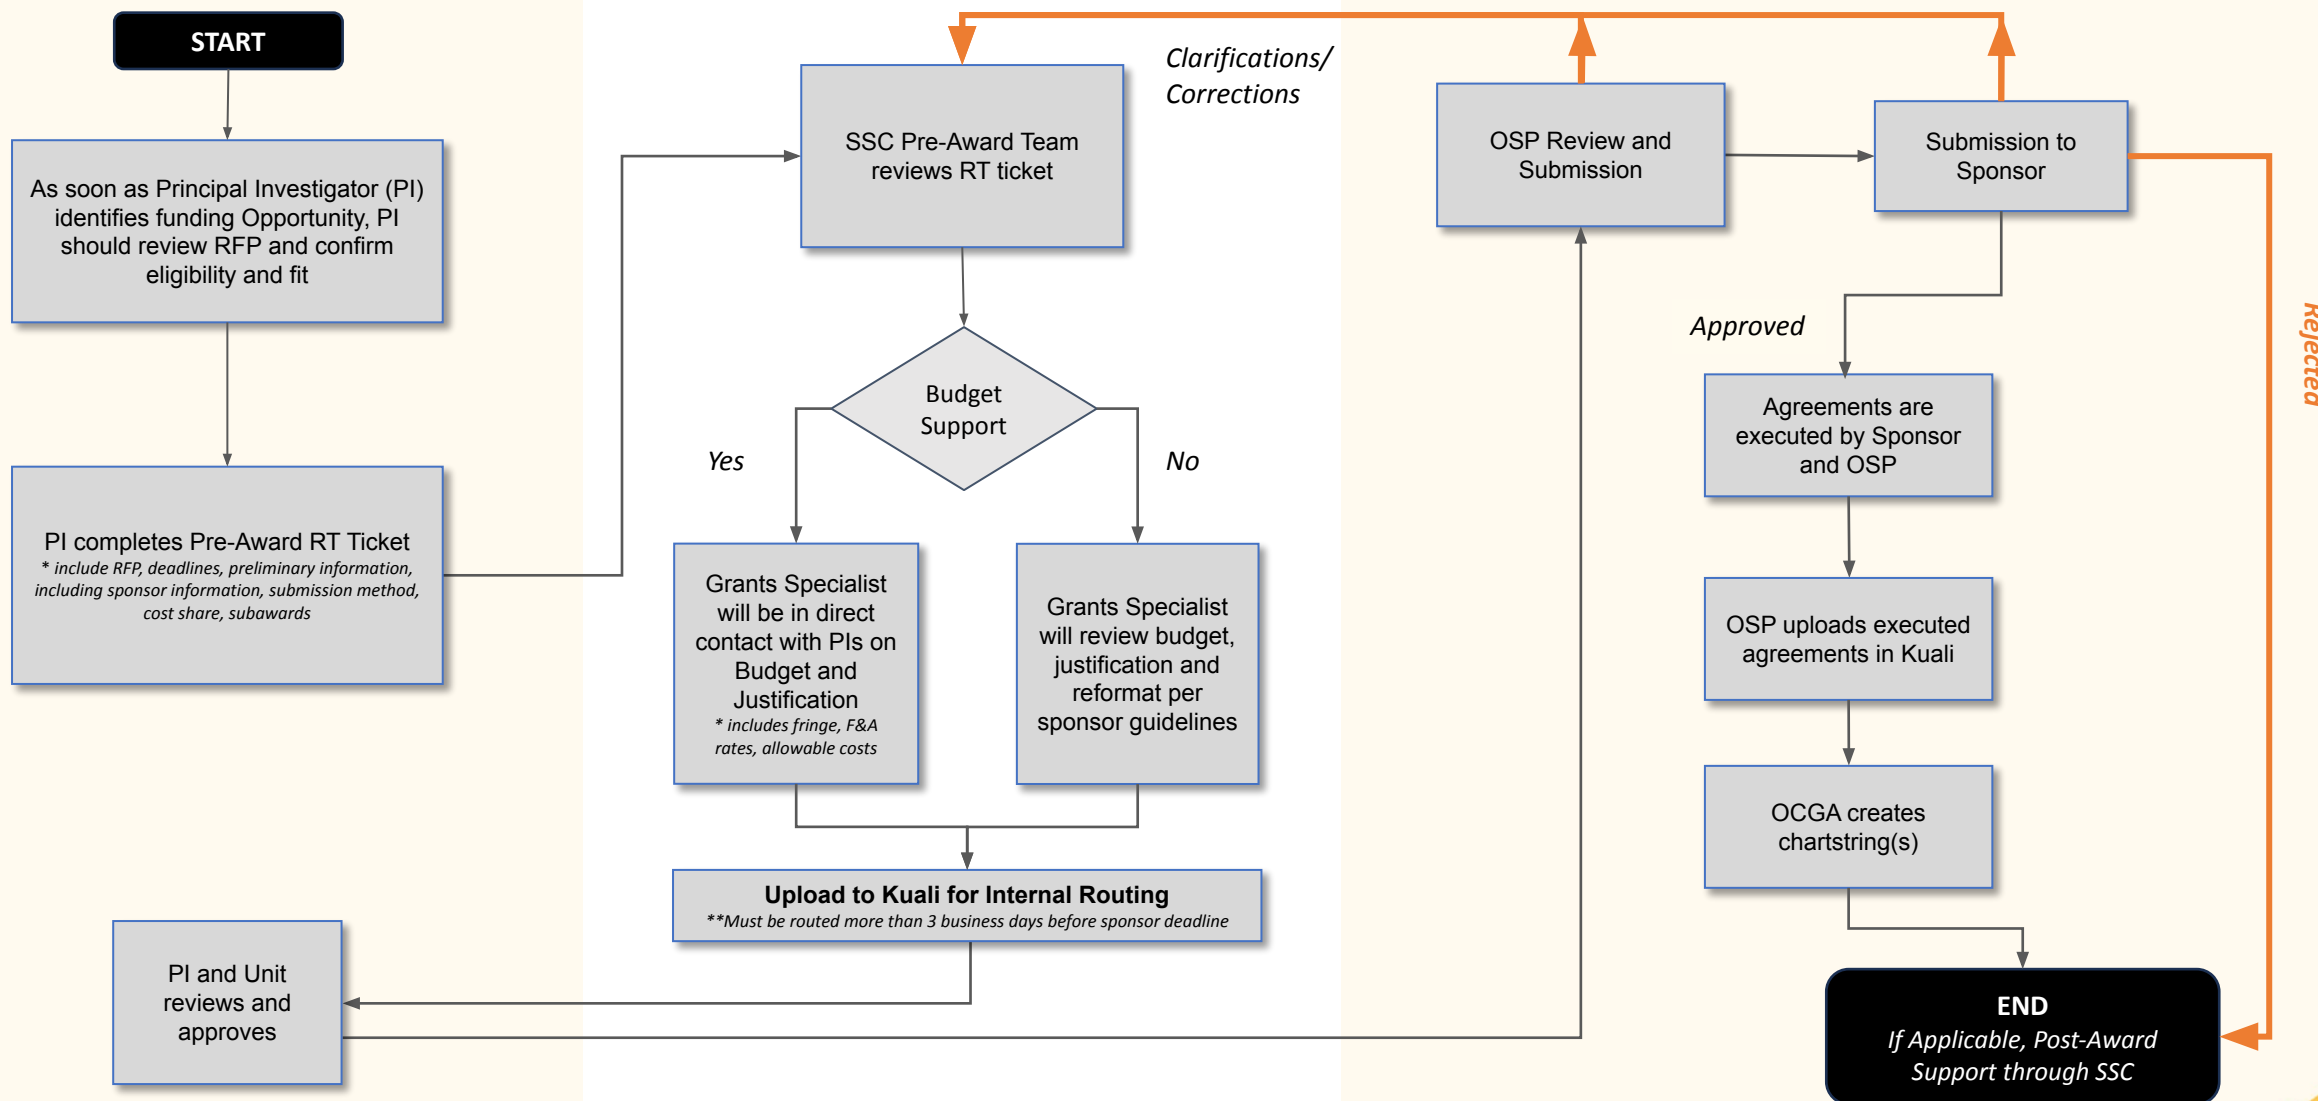 START
As soon as Principal Investigator (PI)
identifies funding Opportunity, PI
should review RFP and confirm
eligibility and fit
PI completes Pre-Award RT Ticket
* include RFP, deadlines, preliminary information,
including sponsor information, submission method,
cost share, subawards
SSC Pre-Award Team
reviews RT ticket
Clarifications/
Corrections
Budget
Support
Yes
No
Grants Specialist
will be in direct
contact with PIs on
Budget and
Justification
* includes fringe, F&A
rates, allowable costs
Grants Specialist
will review budget,
justification and
reformat per
sponsor guidelines
Upload to Kuali for Internal Routing
**Must be routed more than 3 business days before sponsor deadline
PI and Unit
reviews and
approves
OSP Review and
Submission
Submission to
Sponsor
Approved
Rejected
Agreements are
executed by Sponsor
and OSP
OSP uploads executed
agreements in Kuali
OCGA creates
chartstring(s)
END
If Applicable, Post-Award
Support through SSC